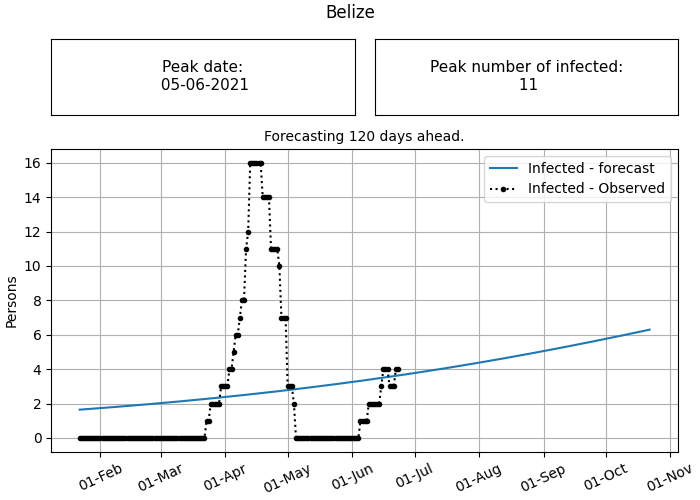 Belize
Peak date:
05-06-2021
Peak number of infected:
11
Forecasting 120 days ahead.
Infected - forecast
Infected - Observed
Persons
16
14
12
10
8
6
4
2
0
01-Feb
01-Mar
01-Apr
01-May
01-Jun
01-Jul
01-Aug
01-Sep
01-Oct
01-Nov